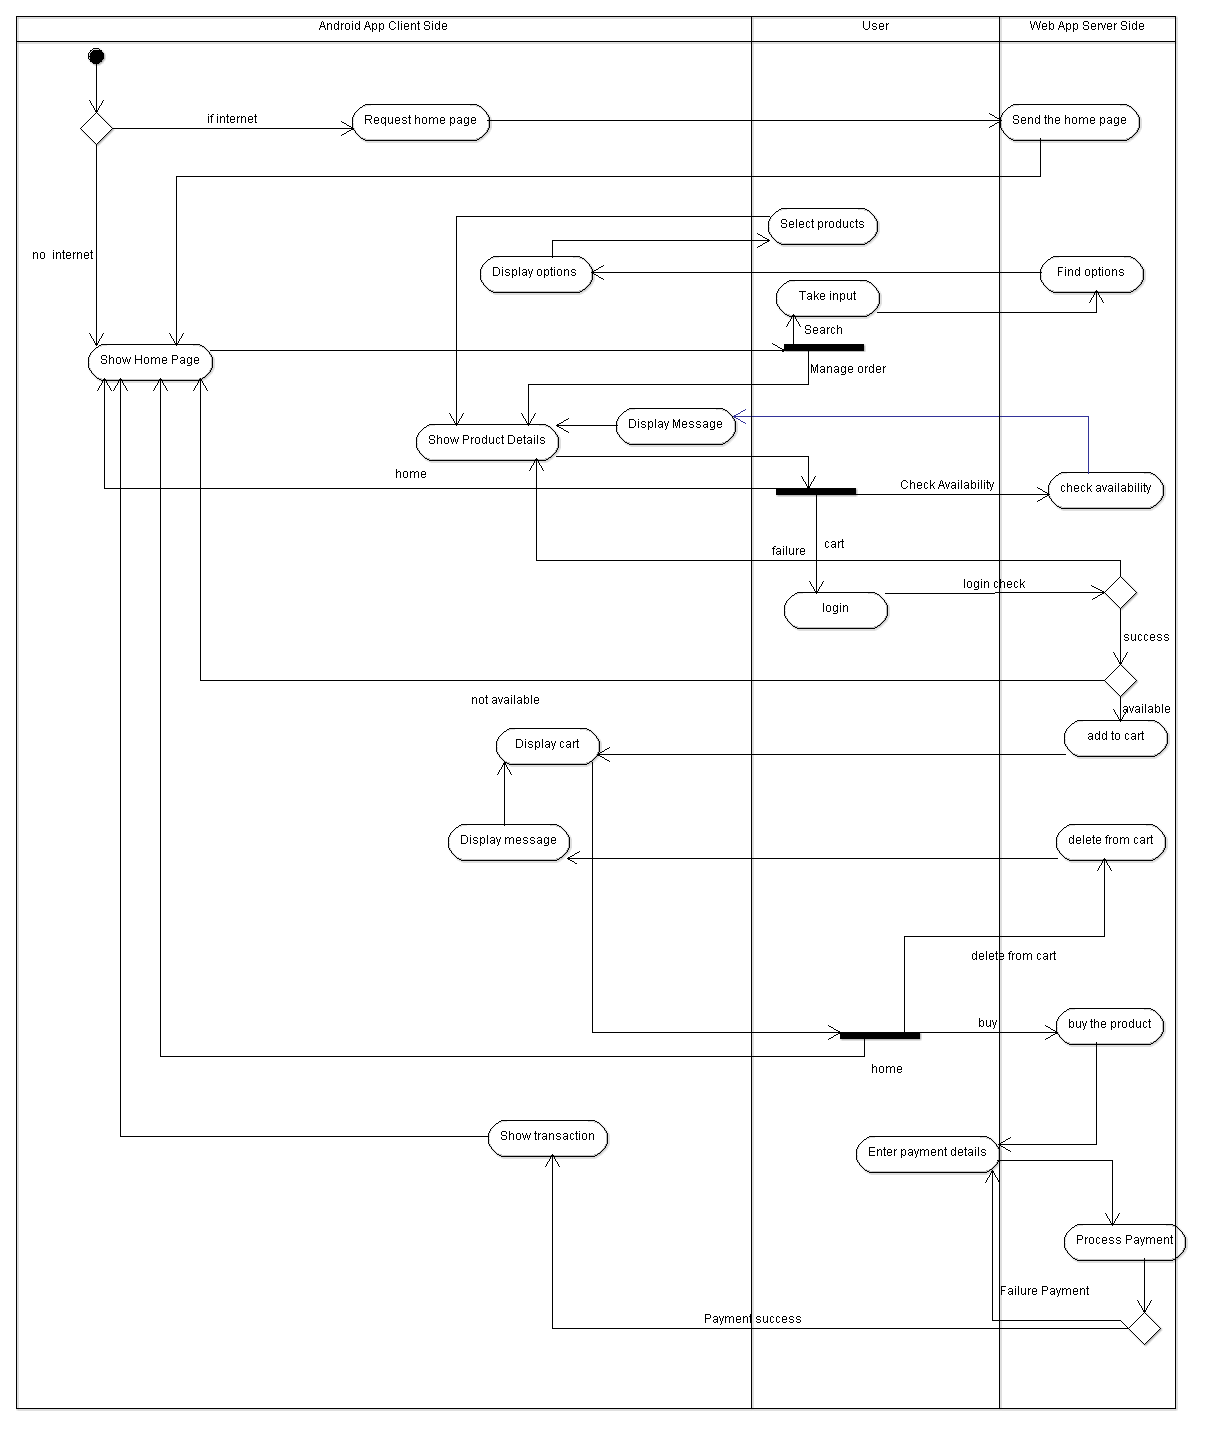 Android App Client Side
User
Web App Server Side
if internet
Request home page
Send the home page
Select products
no  internet
Display options
Find options
Take input
Search
Show Home Page
Manage order
Display Message
Show Product Details
home
Check Availability
check availability
failure
cart
login check
login
success
not available
available
Display cart
add to cart
Display message
delete from cart
delete from cart
buy
buy the product
home
Show transaction
Enter payment details
Process Payment
Failure Payment
Payment success